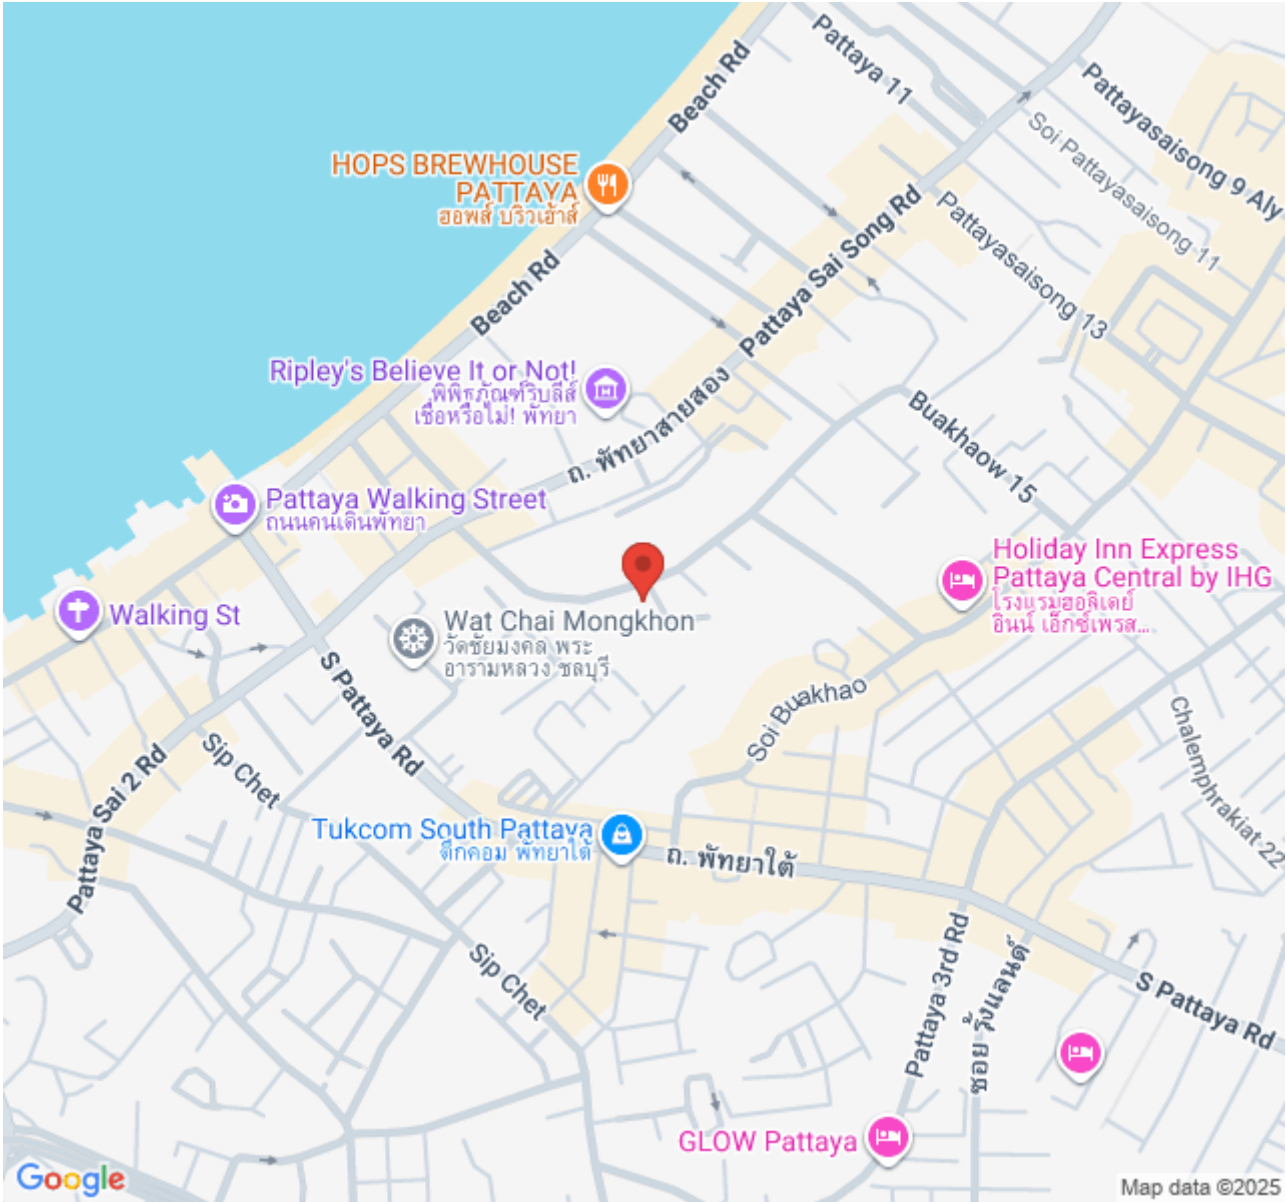 Pattaya 11
Beach Rd
Pattayasaisong 9 Aly
Soi Pattayasaisong 11
HOPS BREWHOUSE
PATTAYA
ฮอพส์ บริวเฮ้าส์
Pattaya Sai Song Rd
Pattayasaisong 13
Beach Rd
Ripley's Believe It or Not!
พิพิธภัณฑ์ริบลีส์
เชื่อหรือไม่! พัทยา
ถ. พัทยาสายสอง
Buakhaow 15
Pattaya Walking Street
ถนนคนเดินพัทยา
Holiday Inn Express
Pattaya Central by IHG
โรงแรมฮอลิเดย์
อินน์ เอ็กซ์เพรส...
Walking St
Wat Chai Mongkhon
วัดชัยมงคล พระ
อารามหลวง ชลบุรี
S Pattaya Rd
Soi Buakhao
Chalemphrakiat 22
Pattaya Sai 2 Rd
Sip Chet
Tukcom South Pattaya
ตึกคอม พัทยาใต้
ถ. พัทยาใต้
Sip Chet
Pattaya 3rd Rd
ซอย รุ้งแลนด์
S Pattaya Rd
GLOW Pattaya
Google
Map data ©2025